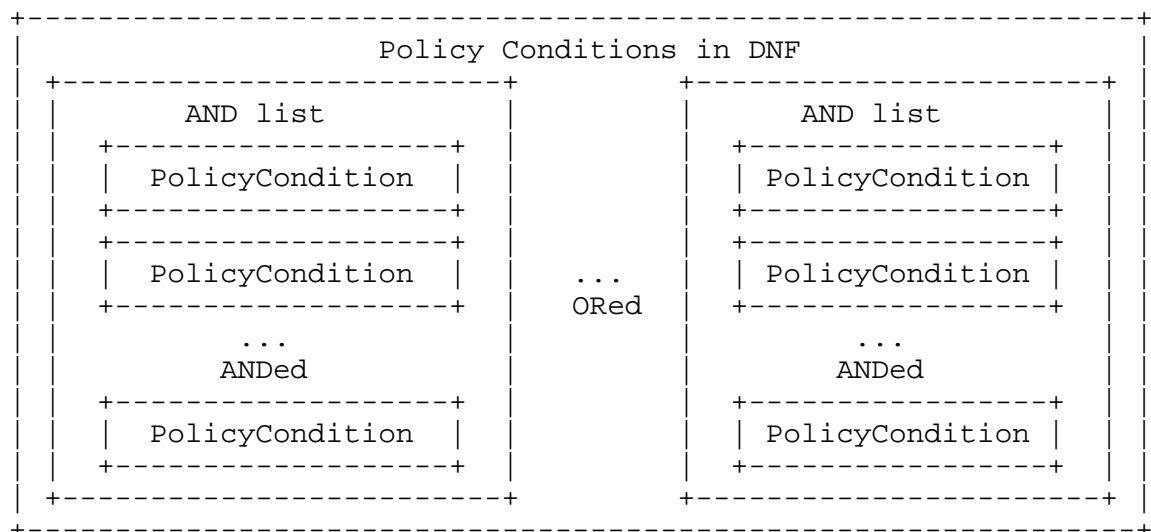 Policy Conditions in DNF
AND list AND list
PolicyCondition PolicyCondition
PolicyCondition ... PolicyCondition
ORed
... ...
ANDed ANDed
PolicyCondition PolicyCondition